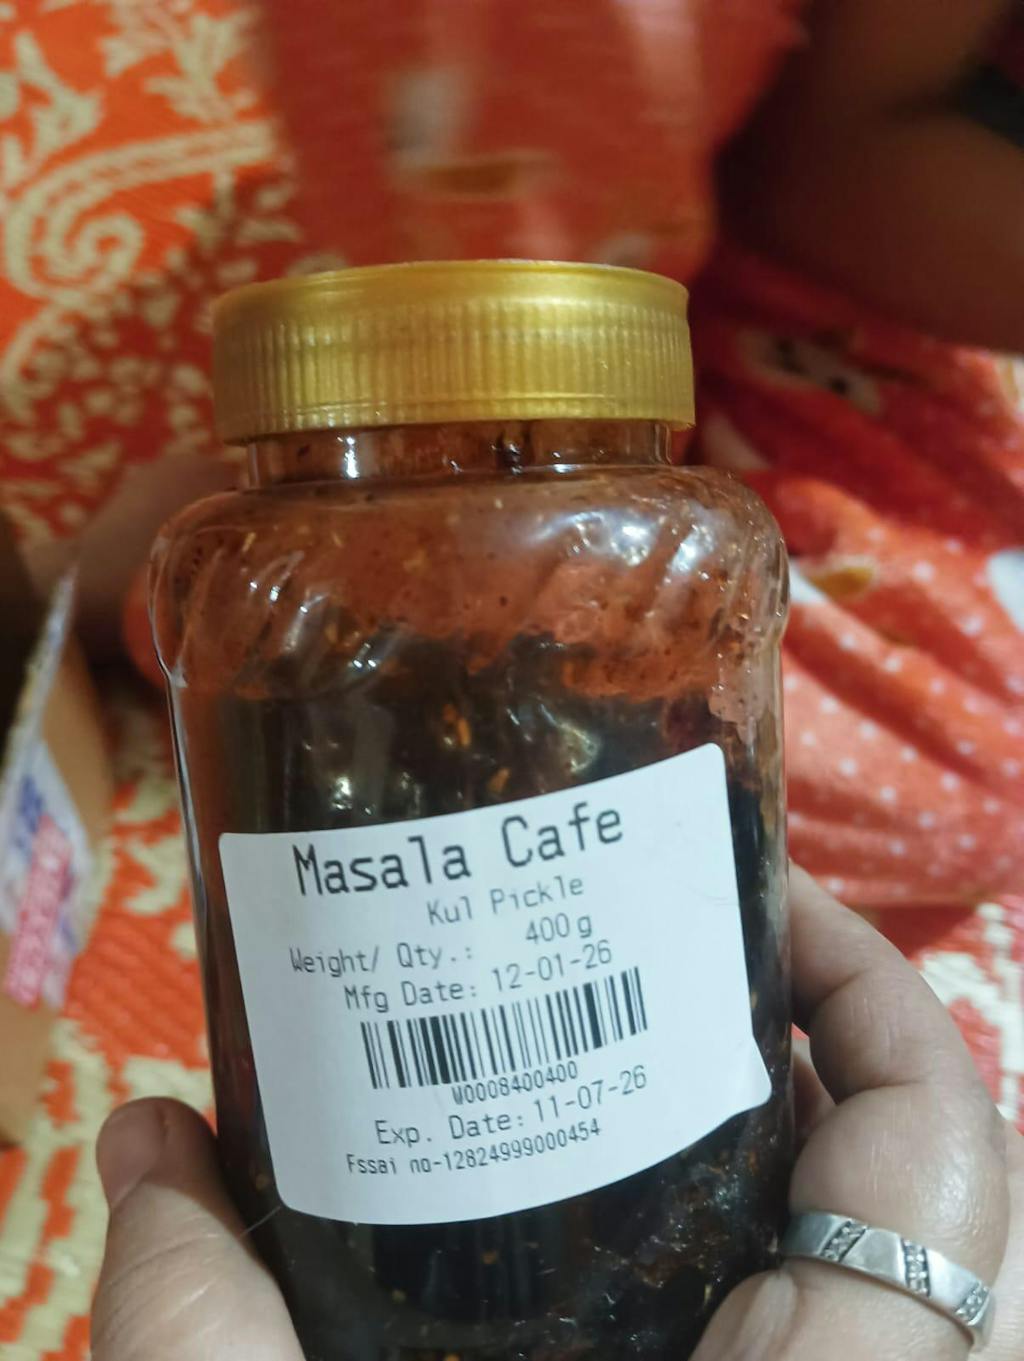 Masala Cafe
Kul Pickle
Weight/ Qty.: 400 g
Mfg Date: 12-01-26
W0008400400
Exp. Date: 11-07-26
Fssai no-12824999000454